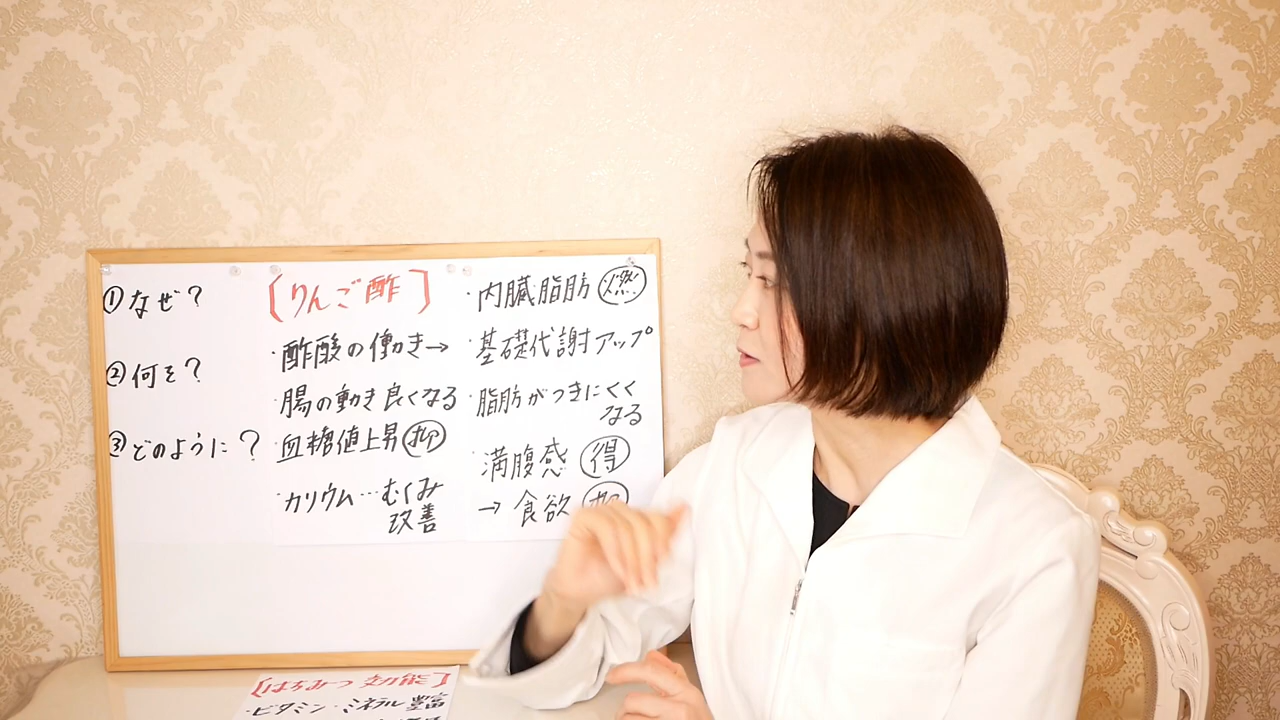 ①なぜ?
②何を?
③どのように?
[りんご酢]
・酢酸の働き→
・腸の動き良くなる
・血糖値上昇㊥抑
・カリウム…むくみ
改善
・内臓脂肪 燃
・基礎代謝アップ
・脂肪がつきにくく
なる
・満腹感 得
→食欲 抑
[はちみつ 効能]
・ビタミン・ミネラル豊富